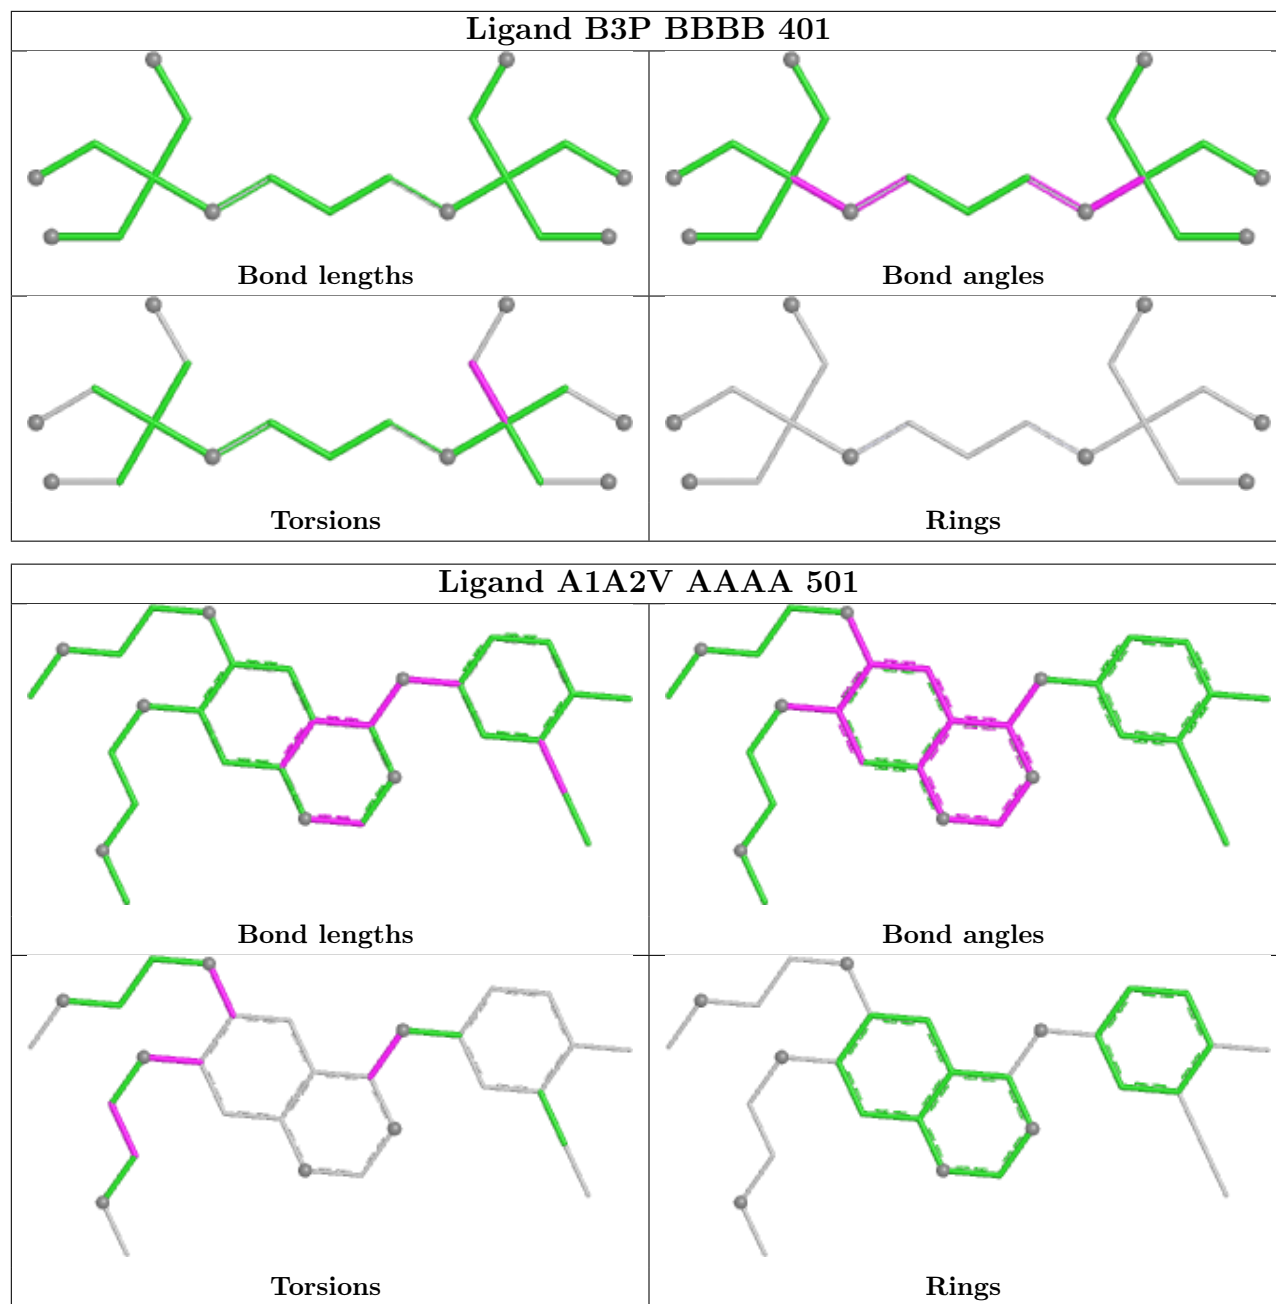 Ligand B3P BBBB 401
Bond lengths
Bond angles
Torsions
Rings
Ligand A1A2V AAAA 501
Bond lengths
Bond angles
Torsions
Rings